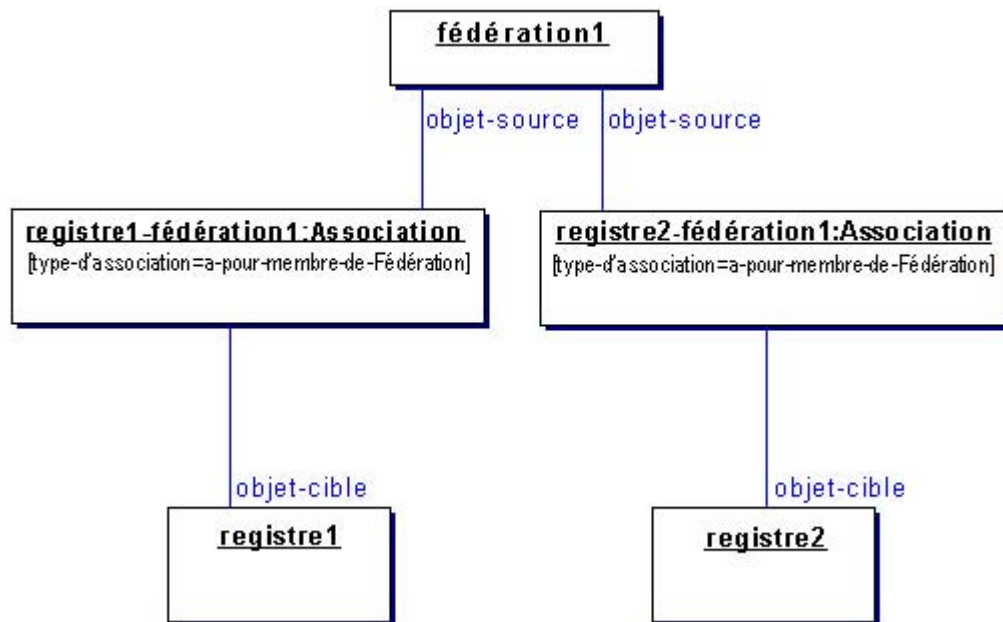 fédération1
objet-source
objet-source
registre1-fédération1:Association
[type-d'association=a-pour-membre-de-Fédération]
registre2-fédération1:Association
[type-d'association=a-pour-membre-de-Fédération]
objet-cible
objet-cible
registre1
registre2